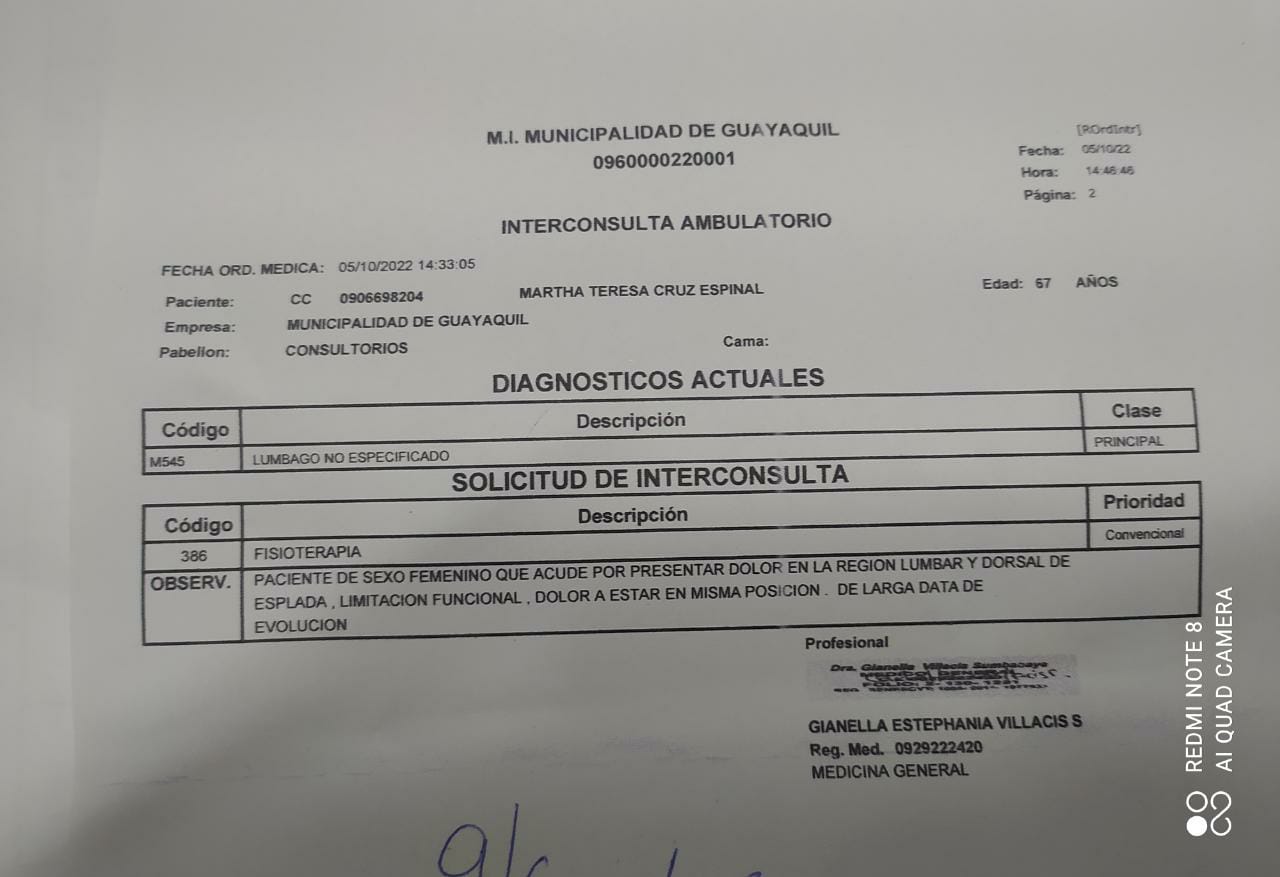 M.I. MUNICIPALIDAD DE GUAYAQUIL
0960000220001
[ROrdIntr]
Fecha: 05/10/22
Hora: 14:46:46
Página: 2
INTERCONSULTA AMBULATORIO
FECHA ORD. MEDICA: 05/10/2022 14:33:05
Paciente: CC 0906698204 MARTHA TERESA CRUZ ESPINAL Edad: 67 AÑOS
Empresa: MUNICIPALIDAD DE GUAYAQUIL
Pabellon: CONSULTORIOS Cama:
DIAGNOSTICOS ACTUALES
Código Descripción Clase
M545 LUMBAGO NO ESPECIFICADO PRINCIPAL
SOLICITUD DE INTERCONSULTA
Código Descripción Prioridad
386 FISIOTERAPIA Convencional
OBSERV. PACIENTE DE SEXO FEMENINO QUE ACUDE POR PRESENTAR DOLOR EN LA REGION LUMBAR Y DORSAL DE
ESPLADA , LIMITACION FUNCIONAL , DOLOR A ESTAR EN MISMA POSICION . DE LARGA DATA DE
EVOLUCION
Profesional
Dra. Gianella Villacis Sumbacaye
GIANELLA ESTEPHANIA VILLACIS S
Reg. Med. 0929222420
MEDICINA GENERAL
REDMI NOTE 8
AI QUAD CAMERA